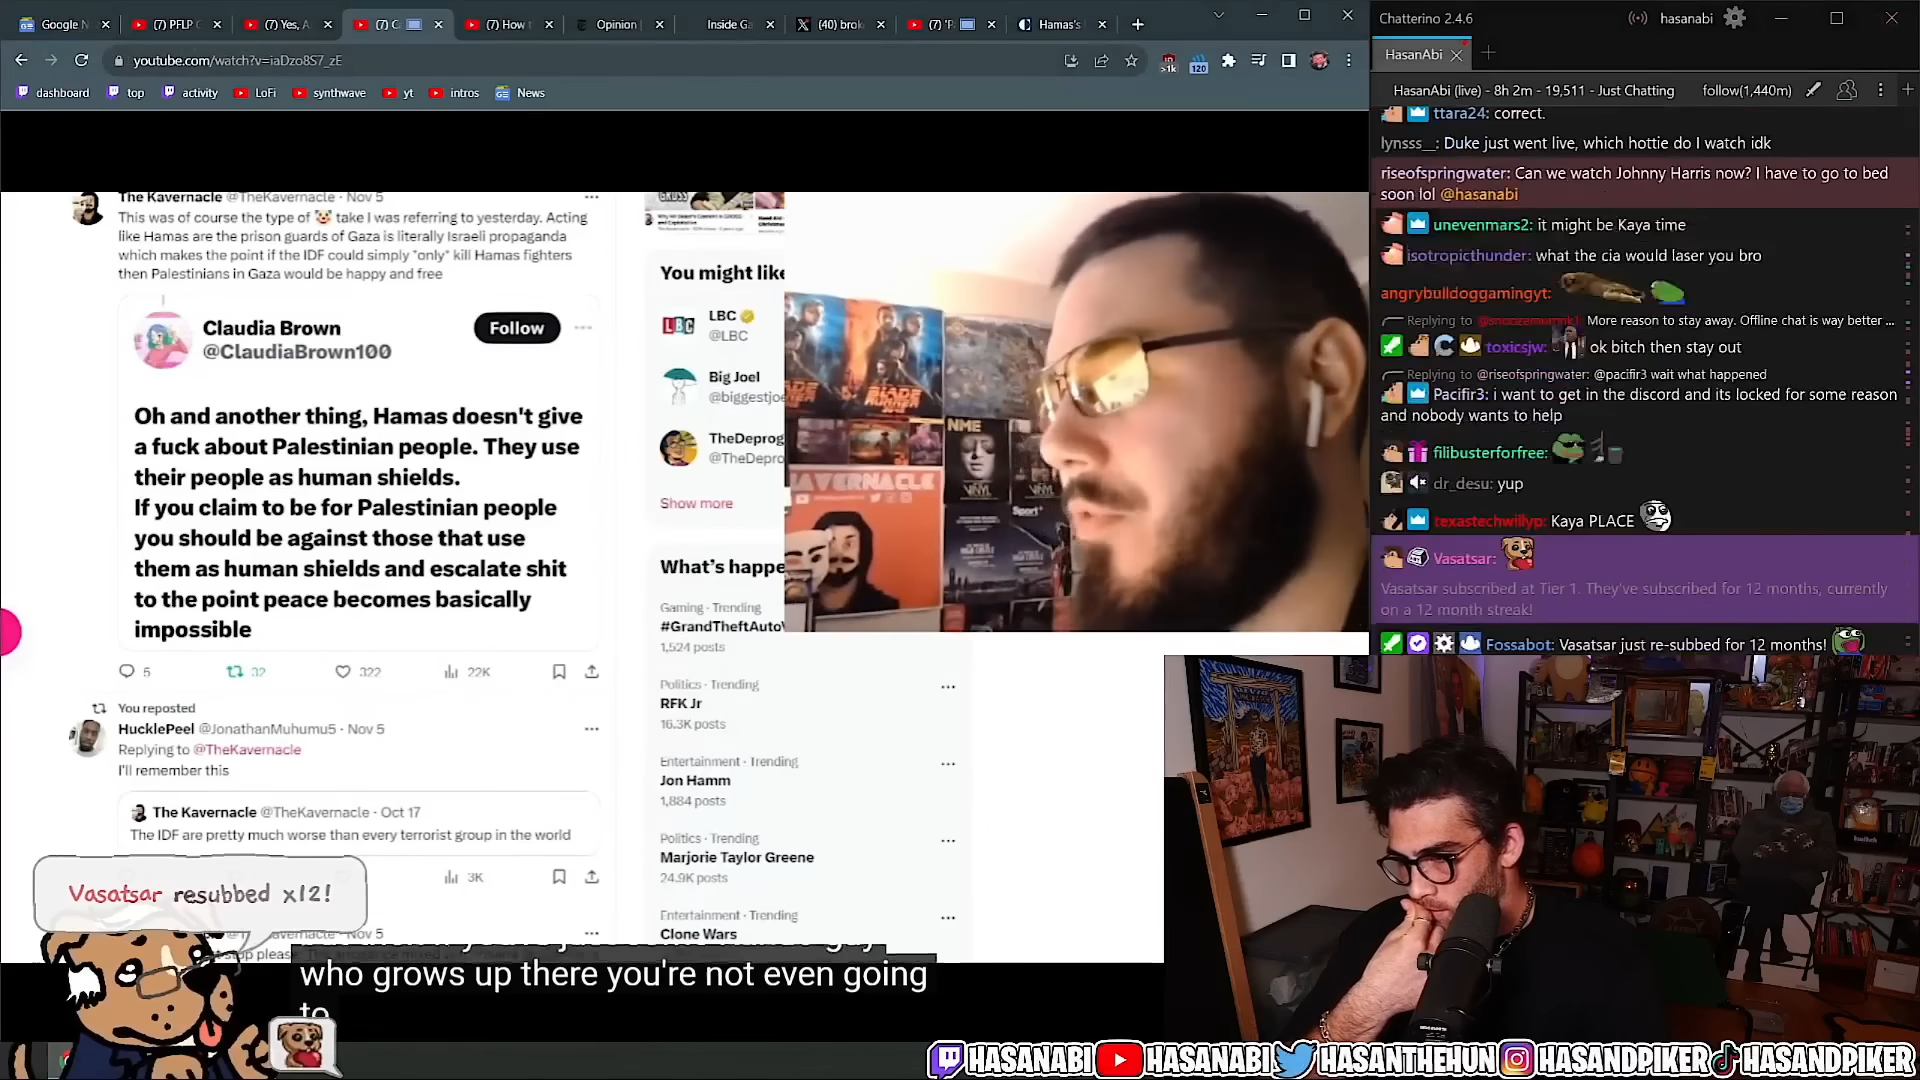 Google N
(7) PFLP C
(7) Yes, A
(7) C
(7) How t
Opinion |
Inside Ga
(40) brok
(7) 'P
Hamas's
youtube.com/watch?v=iaDzo8S7_zE
>1k
120
dashboard
top
activity
LoFi
synthwave
yt
intros
News
The Kavernacle @TheKavernacle · Nov 5
This was of course the type of 🤡 take I was referring to yesterday. Acting
like Hamas are the prison guards of Gaza is literally Israeli propaganda
which makes the point if the IDF could simply "only" kill Hamas fighters
then Palestinians in Gaza would be happy and free
Claudia Brown
@ClaudiaBrown100
Follow
Oh and another thing, Hamas doesn't give
a fuck about Palestinian people. They use
their people as human shields.
If you claim to be for Palestinian people
you should be against those that use
them as human shields and escalate shit
to the point peace becomes basically
impossible
5
32
322
22K
You reposted
HucklePeel @JonathanMuhumu5 · Nov 5
Replying to @TheKavernacle
I'll remember this
The Kavernacle @TheKavernacle · Oct 17
The IDF are pretty much worse than every terrorist group in the world
3K
stop please.
You might like
LBC
@LBC
Big Joel
@biggestjoe
TheDeprog
@TheDepro
Show more
What's happe
Gaming · Trending
#GrandTheftAutoV
1,524 posts
Politics · Trending
RFK Jr
16.3K posts
Entertainment · Trending
Jon Hamm
1,884 posts
Politics · Trending
Marjorie Taylor Greene
24.9K posts
Entertainment · Trending
Clone Wars
BLADE
NME
VINYL
VINYL
Sport
AVERNACLE
Vasatsar resubbed x12!
who grows up there you're not even going
to
Chatterino 2.4.6
hasanabi
HasanAbi
HasanAbi (live) - 8h 2m - 19,511 - Just Chatting
follow(1,440m)
ttara24: correct.
lynsss__: Duke just went live, which hottie do I watch idk
riseofspringwater: Can we watch Johnny Harris now? I have to go to bed
soon lol @hasanabi
unevenmars2: it might be Kaya time
isotropicthunder: what the cia would laser you bro
angrybulldoggamingyt:
Replying to
More reason to stay away. Offline chat is way better ...
toxicsjw:
ok bitch then stay out
Replying to @riseofspringwater: @pacifir3 wait what happened
Pacifir3: i want to get in the discord and its locked for some reason
and nobody wants to help
filibusterforfree:
dr_desu: yup
texastechwillyp: Kaya PLACE
Vasatsar:
Vasatsar subscribed at Tier 1. They've subscribed for 12 months, currently
on a 12 month streak!
Fossabot: Vasatsar just re-subbed for 12 months!
HASANABI
HASANABI
HASANTHEHUN
HASANDPIKER
HASANDPIKER